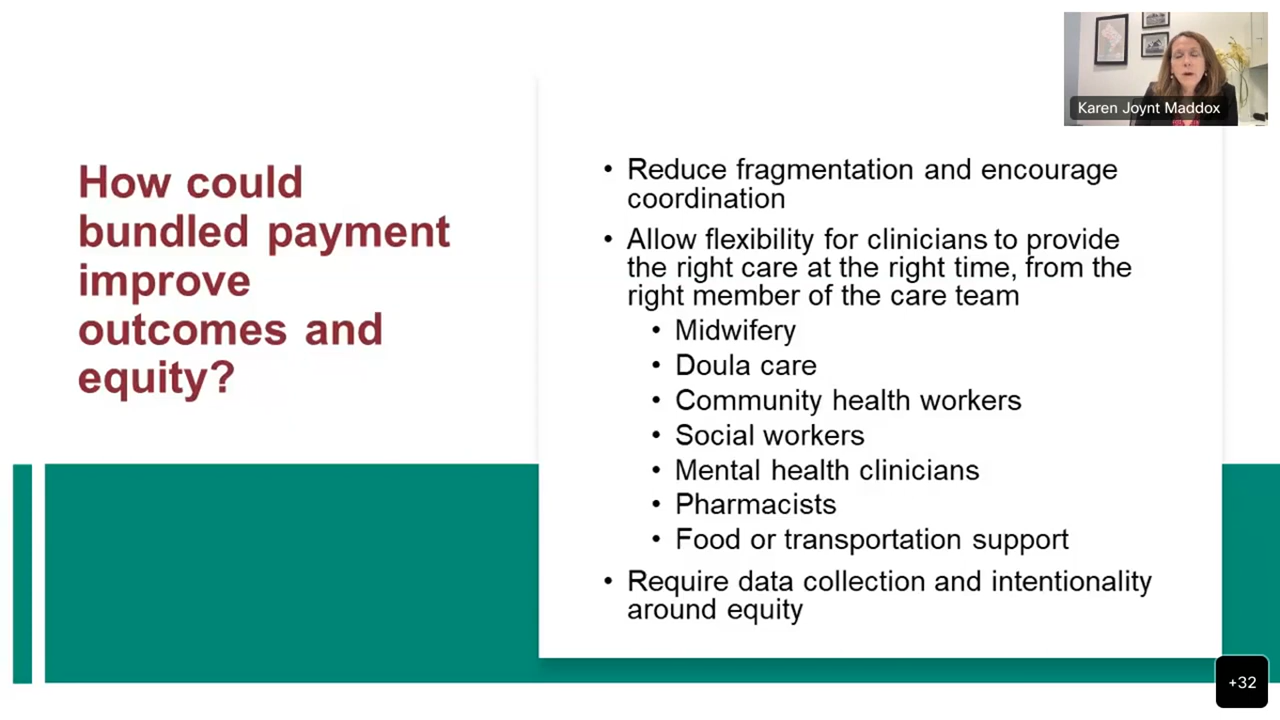 Karen Joynt Maddox
How could
bundled payment
improve
outcomes and
equity?
• Reduce fragmentation and encourage
coordination
• Allow flexibility for clinicians to provide
the right care at the right time, from the
right member of the care team
• Midwifery
• Doula care
• Community health workers
• Social workers
• Mental health clinicians
• Pharmacists
• Food or transportation support
• Require data collection and intentionality
around equity
+32